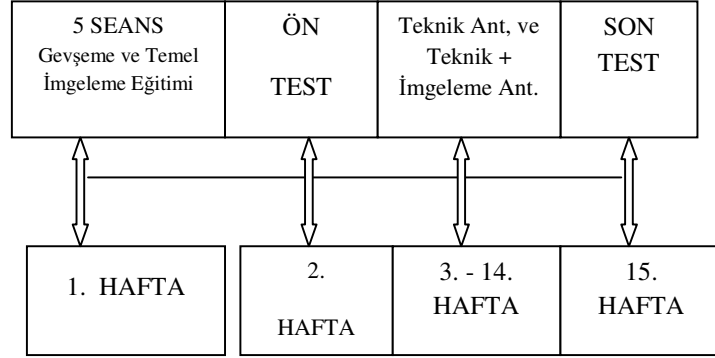 5 SEANS
Gevşeme ve Temel
İmgeleme Eğitimi
ÖN
TEST
Teknik Ant, ve
Teknik +
İmgeleme Ant.
SON
TEST
1. HAFTA
2.
HAFTA
3. - 14.
HAFTA
15.
HAFTA